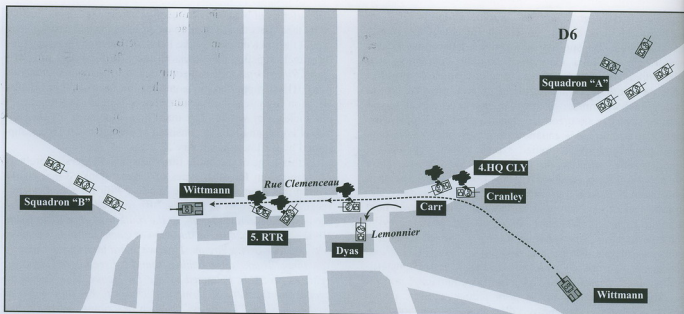 D6
Squadron "A"
Wittmann
Rue Clemenceau
4.HQ CLY
Squadron "B"
Carr
Cranley
5. RTR
Dyas
Lemonnier
Wittmann